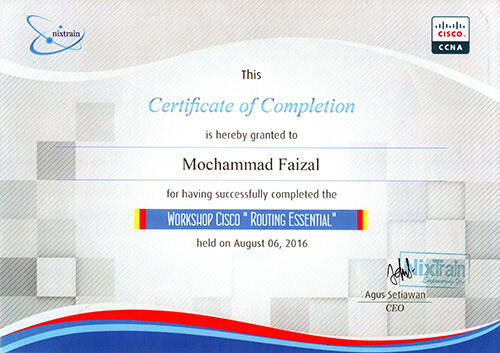 nixtrain
CISCO
CCNA
This
Certificate of Completion
is hereby granted to
Mochammad Faizal
for having successfully completed the
WORKSHOP CISCO " ROUTING ESSENTIAL"
held on August 06, 2016
NixTrain
Agus Setiawan
CEO